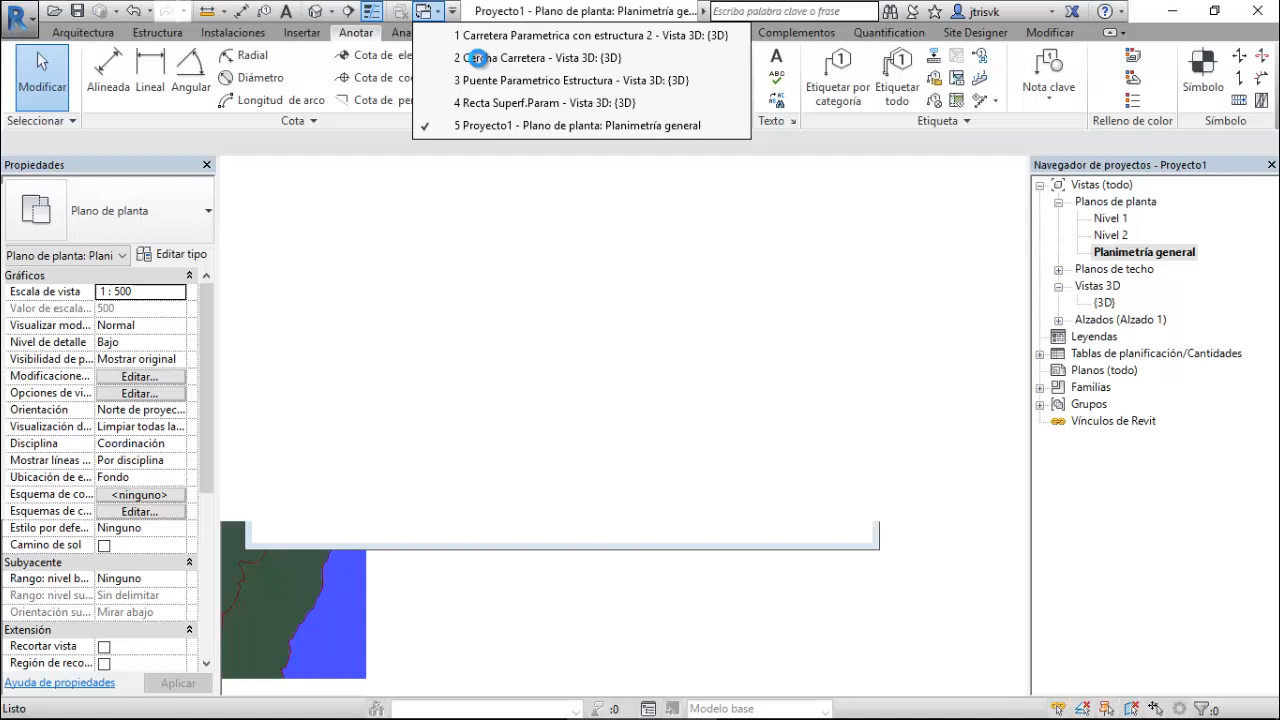 Proyecto1 - Plano de planta: Planimetría ge...
Escriba palabra clave o frase
jtrisvk
Arquitectura
Estructura
Instalaciones
Insertar
Anotar
Complementos
Quantification
Site Designer
Modificar
1 Carretera Parametrica con estructura 2 - Vista 3D: {3D}
2 Cercha Carretera - Vista 3D: {3D}
3 Puente Parametrico Estructura - Vista 3D: {3D}
4 Recta Superf.Param - Vista 3D: {3D}
5 Proyecto1 - Plano de planta: Planimetría general
Modificar
Alineada
Lineal
Angular
Radial
Diámetro
Longitud de arco
Cota de
Cota de
Etiquetar por
categoría
Etiquetar
todo
Nota clave
Símbolo
Seleccionar
Cota
Texto
Etiqueta
Relleno de color
Símbolo
Propiedades
Plano de planta
Plano de planta: Plani
Editar tipo
Gráficos
Escala de vista 1 : 500
Valor de escala... 500
Visualizar mod... Normal
Nivel de detalle Bajo
Visibilidad de p... Mostrar original
Modificacione... Editar...
Opciones de vi... Editar...
Orientación Norte de proyec...
Visualización d... Limpiar todas la...
Disciplina Coordinación
Mostrar líneas ... Por disciplina
Ubicación de e... Fondo
Esquema de co... <ninguno>
Esquemas de c... Editar...
Estilo por defe... Ninguno
Camino de sol
Subyacente
Rango: nivel b... Ninguno
Rango: nivel su... Sin delimitar
Orientación su... Mirar abajo
Extensión
Recortar vista
Región de reco...
Ayuda de propiedades
Aplicar
Navegador de proyectos - Proyecto1
Vistas (todo)
Planos de planta
Nivel 1
Nivel 2
Planimetría general
Planos de techo
Vistas 3D
{3D}
Alzados (Alzado 1)
Leyendas
Tablas de planificación/Cantidades
Planos (todo)
Familias
Grupos
Vínculos de Revit
Listo
:0
Modelo base
:0